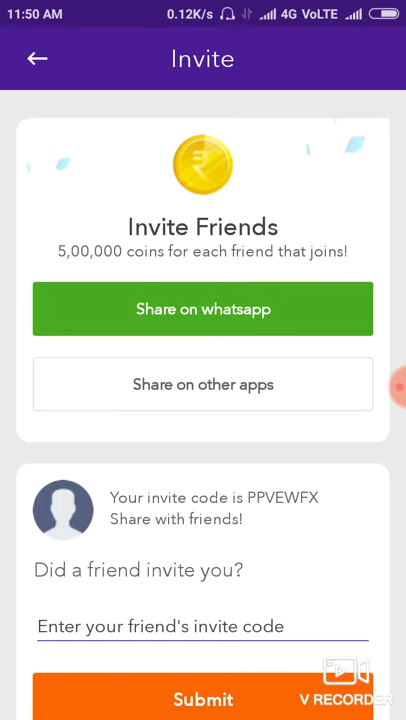 11:50 AM 0.12K/s 4G VoLTE
Invite
₹
Invite Friends
5,00,000 coins for each friend that joins!
Share on whatsapp
Share on other apps
Your invite code is PPVEWFX
Share with friends!
Did a friend invite you?
Enter your friend's invite code
Submit
V RECORDER